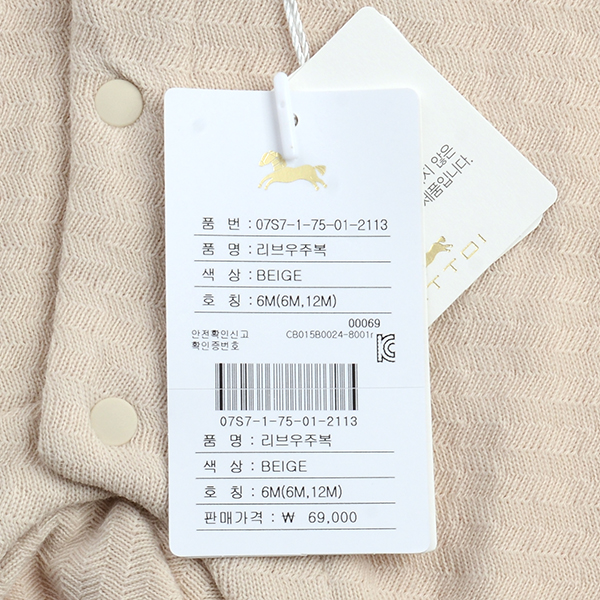 지 않은
제품입니다.
품 번 : 07S7-1-75-01-2113
품 명 : 리브우주복
색 상 : BEIGE
호 칭 : 6M(6M,12M)
00069
안전확인신고
확인증번호
CB015B0024-8001
07S7-1-75-01-2113
품 명 : 리브우주복
색 상 : BEIGE
호 칭 : 6M(6M,12M)
판매가격 : ₩ 69,000